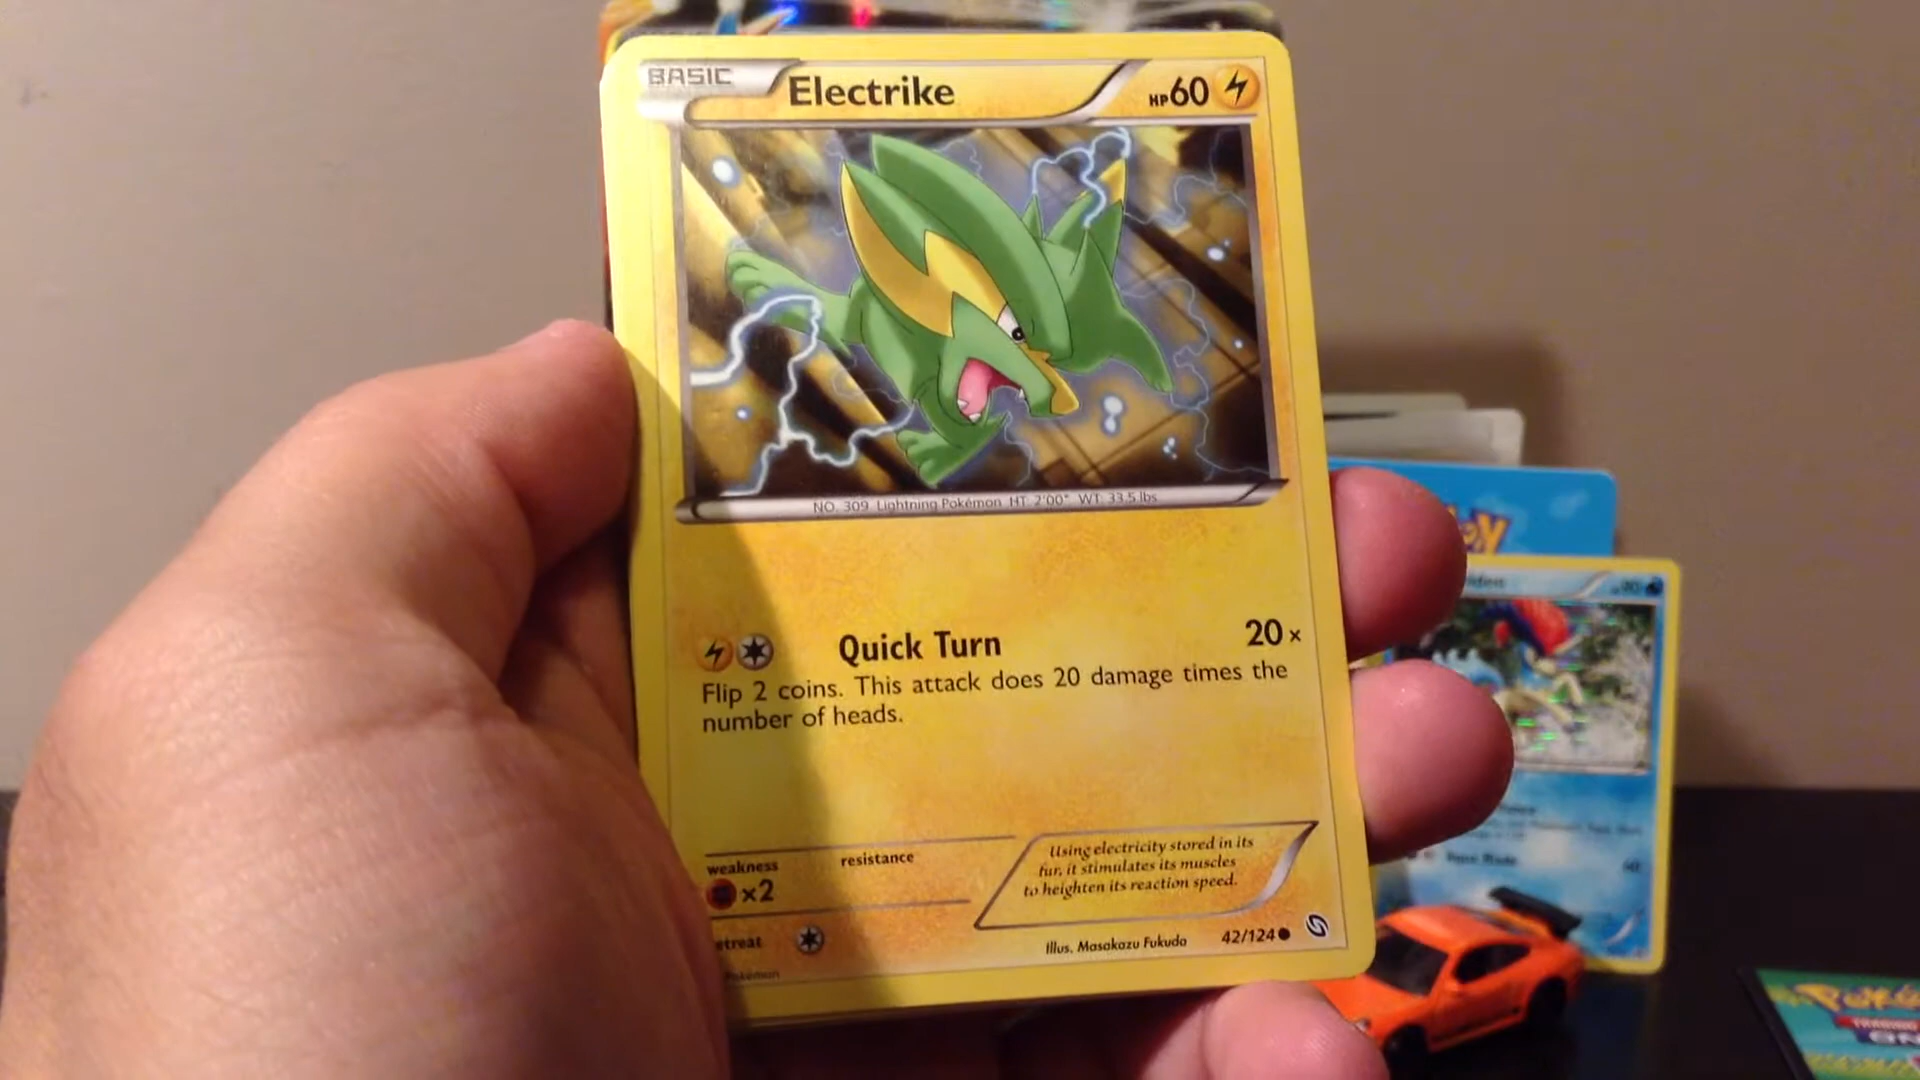 BASIC Electrike HP60
NO. 309 Lightning Pokémon HT: 2'00" WT: 33.5 lbs
Quick Turn 20×
Flip 2 coins. This attack does 20 damage times the
number of heads.
weakness resistance
×2
Using electricity stored in its
fur, it stimulates its muscles
to heighten its reaction speed.
etreat
Illus. Masakazu Fukuda 42/124
Pokémon